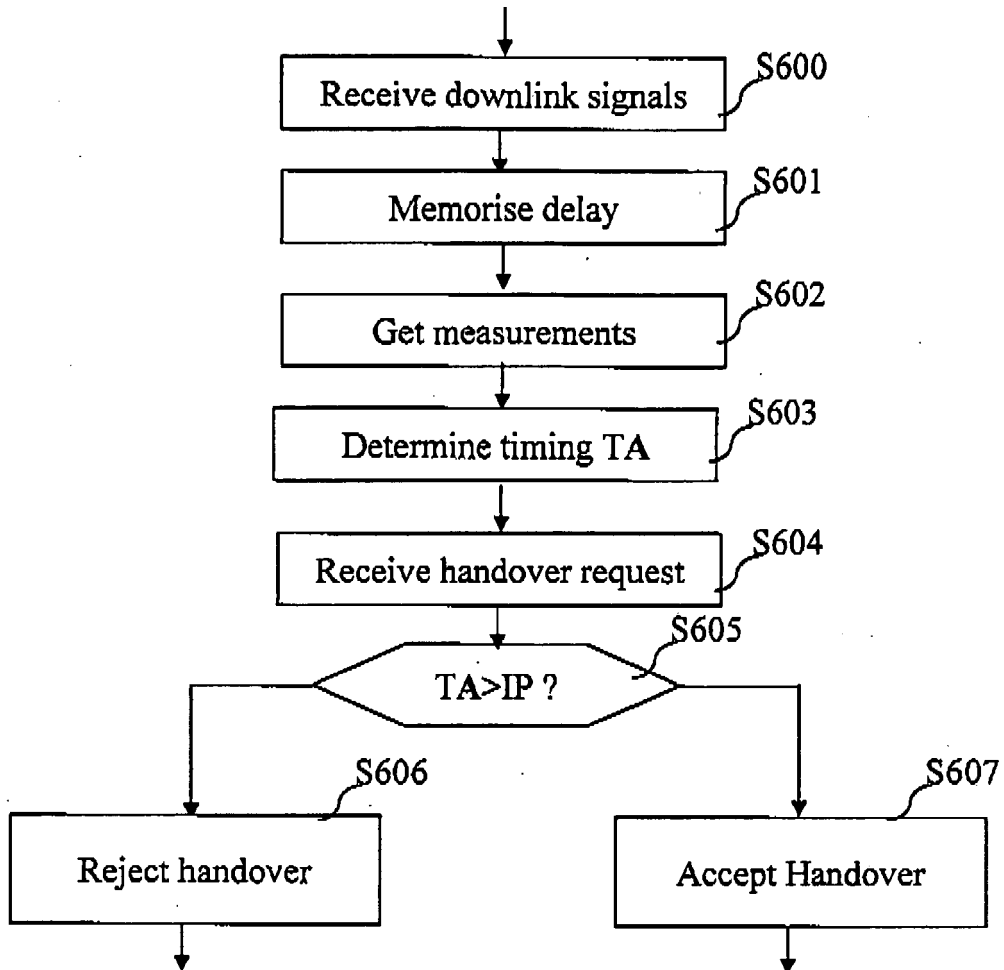 S600
Receive downlink signals
S601
Memorise delay
S602
Get measurements
S603
Determine timing TA
S604
Receive handover request
S605
TA>IP ?
S606
Reject handover
S607
Accept Handover